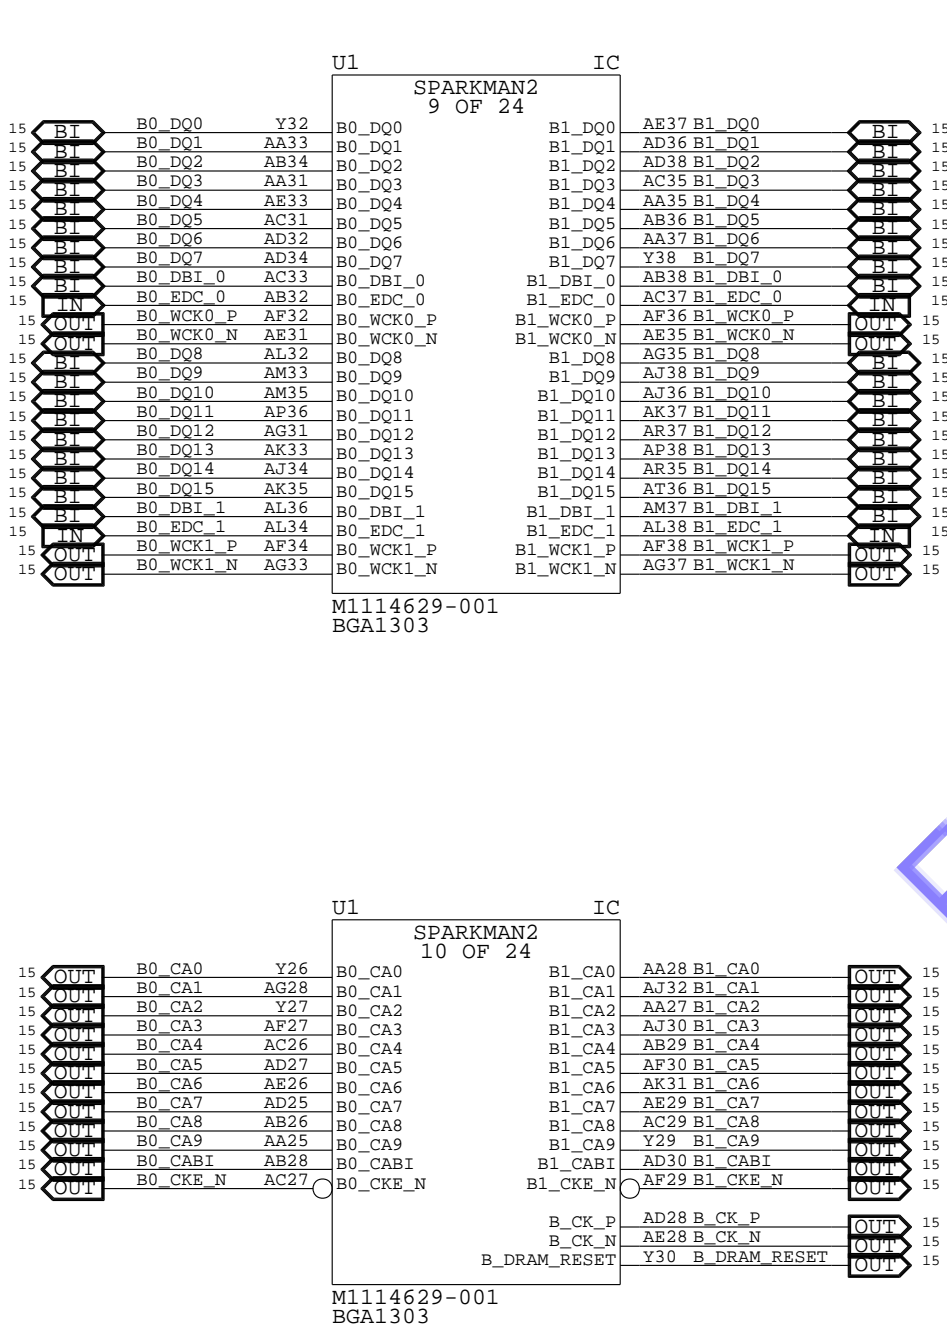 U1 IC
SPARKMAN2
9 OF 24
15 BI B0_DQ0 Y32 B0_DQ0 B1_DQ0 AE37 B1_DQ0 BI 15
15 BI B0_DQ1 AA33 B0_DQ1 B1_DQ1 AD36 B1_DQ1 BI 15
15 BI B0_DQ2 AB34 B0_DQ2 B1_DQ2 AD38 B1_DQ2 BI 15
15 BI B0_DQ3 AA31 B0_DQ3 B1_DQ3 AC35 B1_DQ3 BI 15
15 BI B0_DQ4 AE33 B0_DQ4 B1_DQ4 AA35 B1_DQ4 BI 15
15 BI B0_DQ5 AC31 B0_DQ5 B1_DQ5 AB36 B1_DQ5 BI 15
15 BI B0_DQ6 AD32 B0_DQ6 B1_DQ6 AA37 B1_DQ6 BI 15
15 BI B0_DQ7 AD34 B0_DQ7 B1_DQ7 Y38 B1_DQ7 BI 15
15 BI B0_DBI_0 AC33 B0_DBI_0 B1_DBI_0 AB38 B1_DBI_0 BI 15
15 IN B0_EDC_0 AB32 B0_EDC_0 B1_EDC_0 AC37 B1_EDC_0 IN 15
15 OUT B0_WCK0_P AF32 B0_WCK0_P B1_WCK0_P AF36 B1_WCK0_P OUT 15
15 OUT B0_WCK0_N AE31 B0_WCK0_N B1_WCK0_N AE35 B1_WCK0_N OUT 15
15 BI B0_DQ8 AL32 B0_DQ8 B1_DQ8 AG35 B1_DQ8 BI 15
15 BI B0_DQ9 AM33 B0_DQ9 B1_DQ9 AJ38 B1_DQ9 BI 15
15 BI B0_DQ10 AM35 B0_DQ10 B1_DQ10 AJ36 B1_DQ10 BI 15
15 BI B0_DQ11 AP36 B0_DQ11 B1_DQ11 AK37 B1_DQ11 BI 15
15 BI B0_DQ12 AG31 B0_DQ12 B1_DQ12 AR37 B1_DQ12 BI 15
15 BI B0_DQ13 AK33 B0_DQ13 B1_DQ13 AP38 B1_DQ13 BI 15
15 BI B0_DQ14 AJ34 B0_DQ14 B1_DQ14 AR35 B1_DQ14 BI 15
15 BI B0_DQ15 AK35 B0_DQ15 B1_DQ15 AT36 B1_DQ15 BI 15
15 BI B0_DBI_1 AL36 B0_DBI_1 B1_DBI_1 AM37 B1_DBI_1 BI 15
15 IN B0_EDC_1 AL34 B0_EDC_1 B1_EDC_1 AL38 B1_EDC_1 IN 15
15 OUT B0_WCK1_P AF34 B0_WCK1_P B1_WCK1_P AF38 B1_WCK1_P OUT 15
15 OUT B0_WCK1_N AG33 B0_WCK1_N B1_WCK1_N AG37 B1_WCK1_N OUT 15
M1114629-001
BGA1303
U1 IC
SPARKMAN2
10 OF 24
15 OUT B0_CA0 Y26 B0_CA0 B1_CA0 AA28 B1_CA0 OUT 15
15 OUT B0_CA1 AG28 B0_CA1 B1_CA1 AJ32 B1_CA1 OUT 15
15 OUT B0_CA2 Y27 B0_CA2 B1_CA2 AA27 B1_CA2 OUT 15
15 OUT B0_CA3 AF27 B0_CA3 B1_CA3 AJ30 B1_CA3 OUT 15
15 OUT B0_CA4 AC26 B0_CA4 B1_CA4 AB29 B1_CA4 OUT 15
15 OUT B0_CA5 AD27 B0_CA5 B1_CA5 AF30 B1_CA5 OUT 15
15 OUT B0_CA6 AE26 B0_CA6 B1_CA6 AK31 B1_CA6 OUT 15
15 OUT B0_CA7 AD25 B0_CA7 B1_CA7 AE29 B1_CA7 OUT 15
15 OUT B0_CA8 AB26 B0_CA8 B1_CA8 AC29 B1_CA8 OUT 15
15 OUT B0_CA9 AA25 B0_CA9 B1_CA9 Y29 B1_CA9 OUT 15
15 OUT B0_CABI AB28 B0_CABI B1_CABI AD30 B1_CABI OUT 15
15 OUT B0_CKE_N AC27 B0_CKE_N B1_CKE_N AF29 B1_CKE_N OUT 15
B_CK_P AD28 B_CK_P OUT 15
B_CK_N AE28 B_CK_N OUT 15
B_DRAM_RESET Y30 B_DRAM_RESET OUT 15
M1114629-001
BGA1303